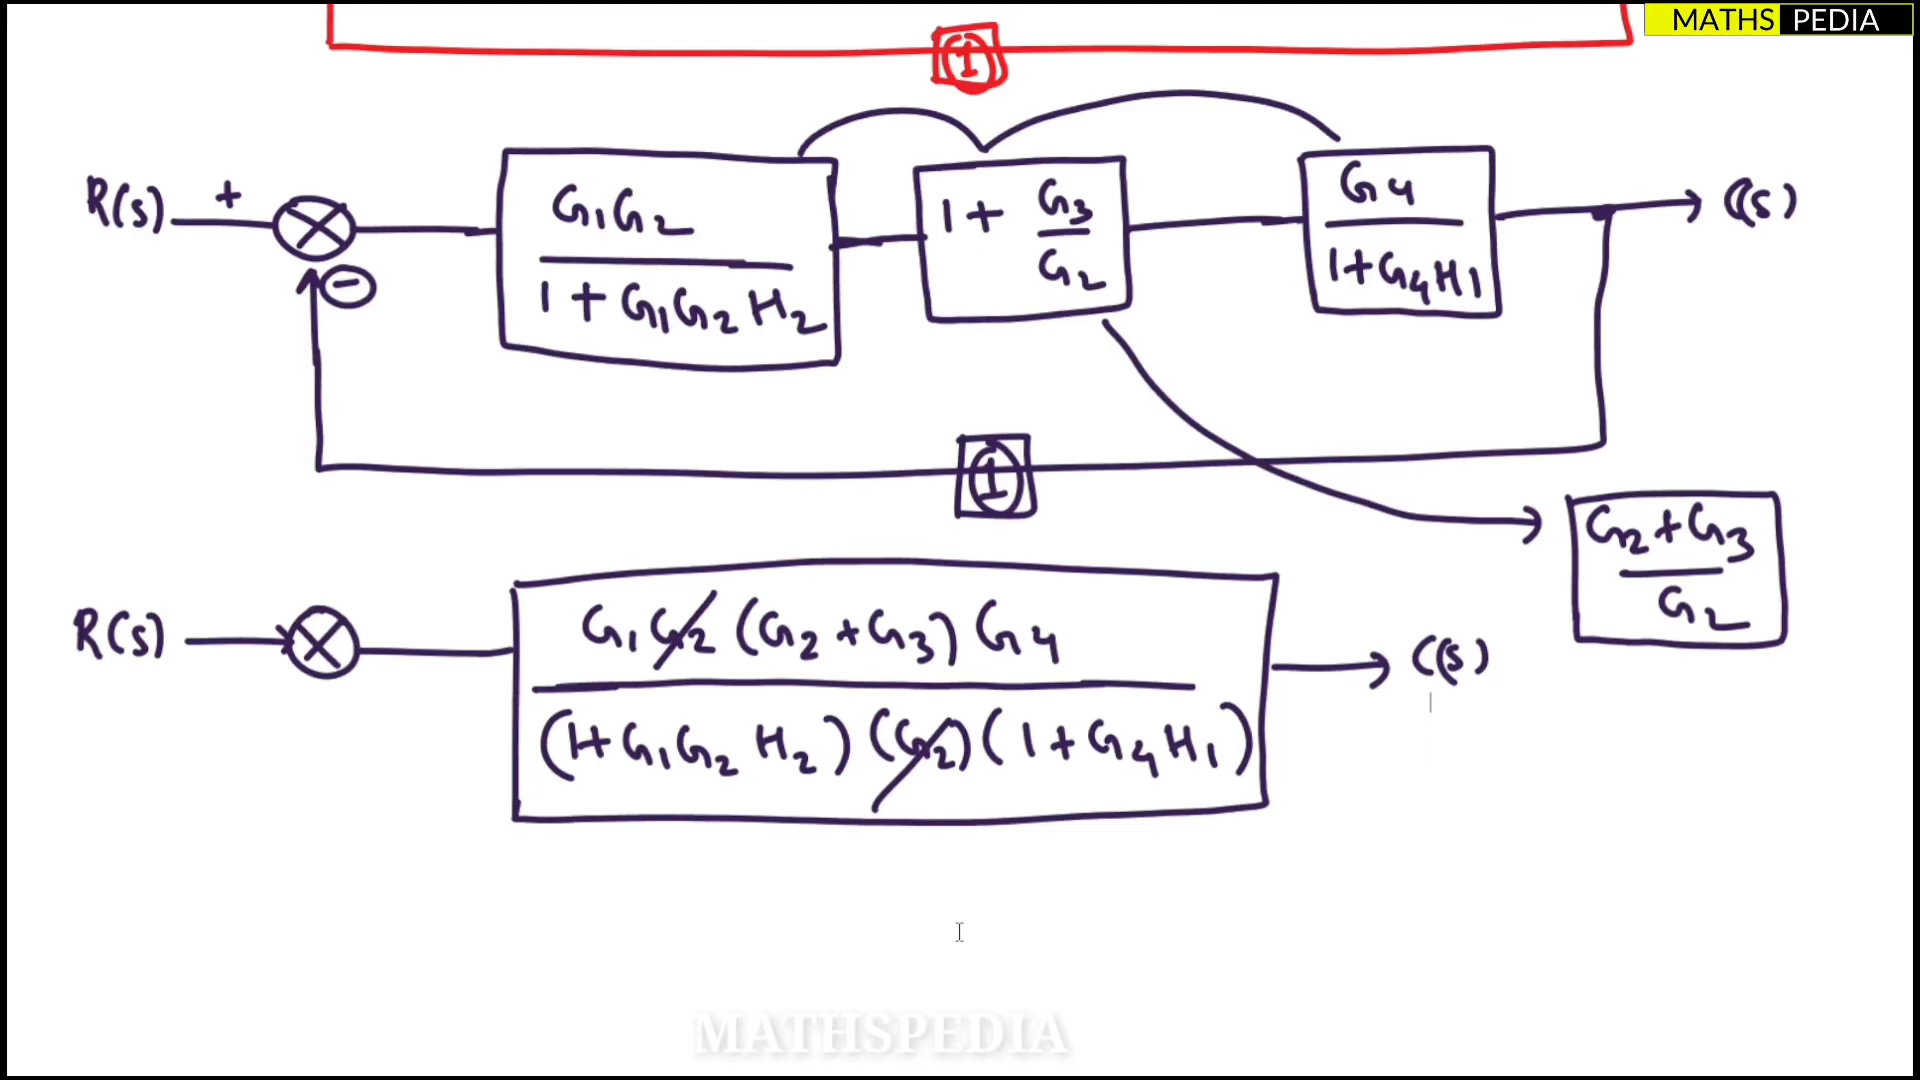 MATHS PEDIA
1
R(s) + G1G2 / 1+G1G2H2 1+ G3/G2 G4 / 1+G4H1 C(s)
−
1
G2+G3 / G2
R(s) G1G2(G2+G3)G4 / (1+G1G2H2)(G2)(1+G4H1) C(s)
MATHSPEDIA